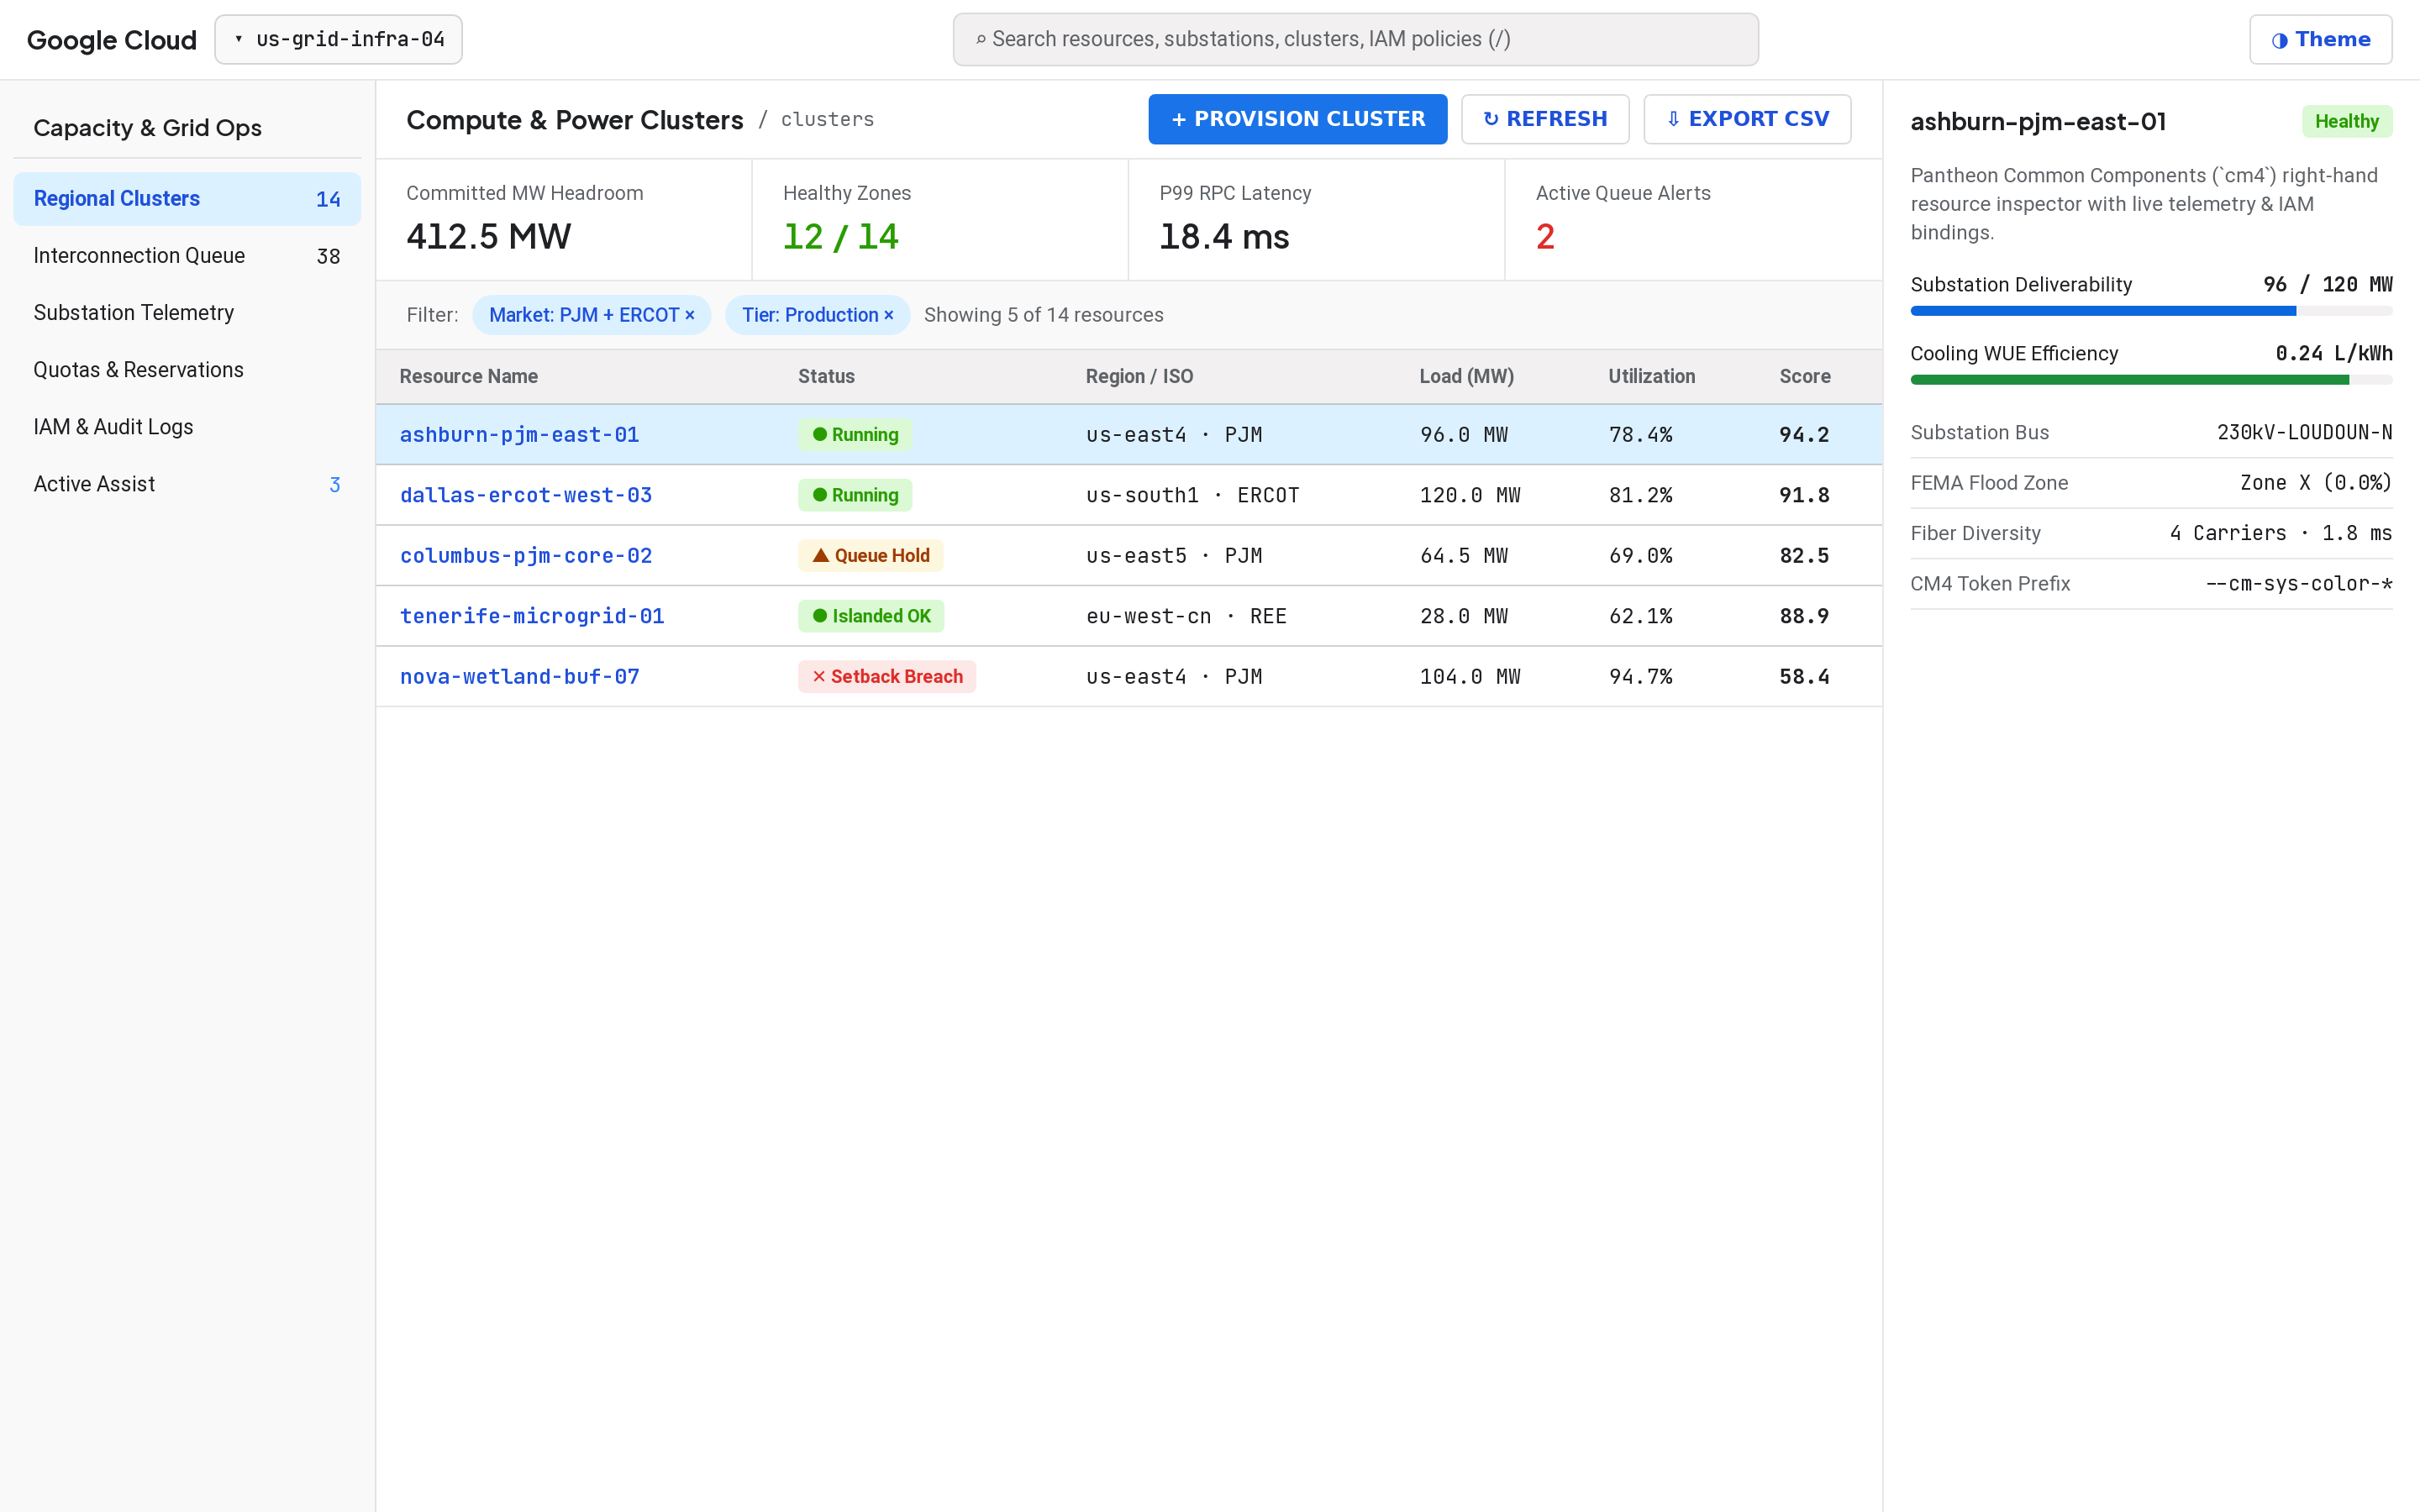 Google Cloud
▾ us-grid-infra-04
⌕ Search resources, substations, clusters, IAM policies (/)
◑ Theme
Capacity & Grid Ops
Regional Clusters 14
Interconnection Queue 38
Substation Telemetry
Quotas & Reservations
IAM & Audit Logs
Active Assist 3
Compute & Power Clusters / clusters
+ PROVISION CLUSTER
↻ REFRESH
⇩ EXPORT CSV
Committed MW Headroom
412.5 MW
Healthy Zones
12 / 14
P99 RPC Latency
18.4 ms
Active Queue Alerts
2
Filter: Market: PJM + ERCOT × Tier: Production × Showing 5 of 14 resources
Resource Name Status Region / ISO Load (MW) Utilization Score
ashburn-pjm-east-01 ● Running us-east4 · PJM 96.0 MW 78.4% 94.2
dallas-ercot-west-03 ● Running us-south1 · ERCOT 120.0 MW 81.2% 91.8
columbus-pjm-core-02 ▲ Queue Hold us-east5 · PJM 64.5 MW 69.0% 82.5
tenerife-microgrid-01 ● Islanded OK eu-west-cn · REE 28.0 MW 62.1% 88.9
nova-wetland-buf-07 ✕ Setback Breach us-east4 · PJM 104.0 MW 94.7% 58.4
ashburn-pjm-east-01 Healthy
Pantheon Common Components (`cm4`) right-hand
resource inspector with live telemetry & IAM
bindings.
Substation Deliverability 96 / 120 MW
Cooling WUE Efficiency 0.24 L/kWh
Substation Bus 230kV-LOUDOUN-N
FEMA Flood Zone Zone X (0.0%)
Fiber Diversity 4 Carriers · 1.8 ms
CM4 Token Prefix --cm-sys-color-*